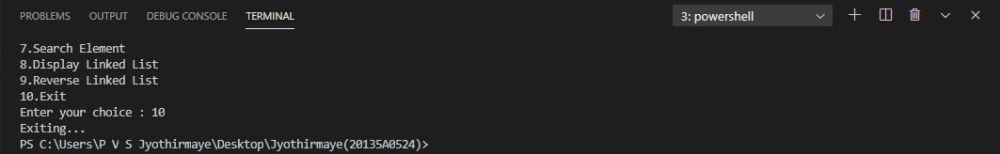 PROBLEMS OUTPUT DEBUG CONSOLE TERMINAL 3: powershell
7.Search Element
8.Display Linked List
9.Reverse Linked List
10.Exit
Enter your choice : 10
Exiting...
PS C:\Users\P V S Jyothirmaye\Desktop\Jyothirmaye(20135A0524)>